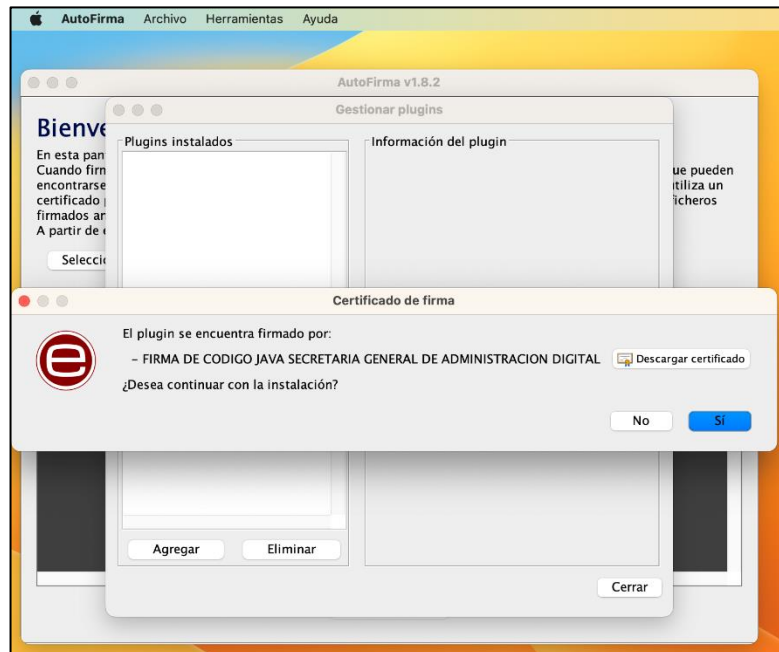 AutoFirma Archivo Herramientas Ayuda
AutoFirma v1.8.2
Gestionar plugins
Bienve
Plugins instalados
Información del plugin
En esta pan
Cuando firm
ue pueden
encontrarse
utiliza un
certificado
ficheros
firmados an
A partir de e
Seleccio
Certificado de firma
e
El plugin se encuentra firmado por:
- FIRMA DE CODIGO JAVA SECRETARIA GENERAL DE ADMINISTRACION DIGITAL
Descargar certificado
¿Desea continuar con la instalación?
No
Sí
Agregar
Eliminar
Cerrar